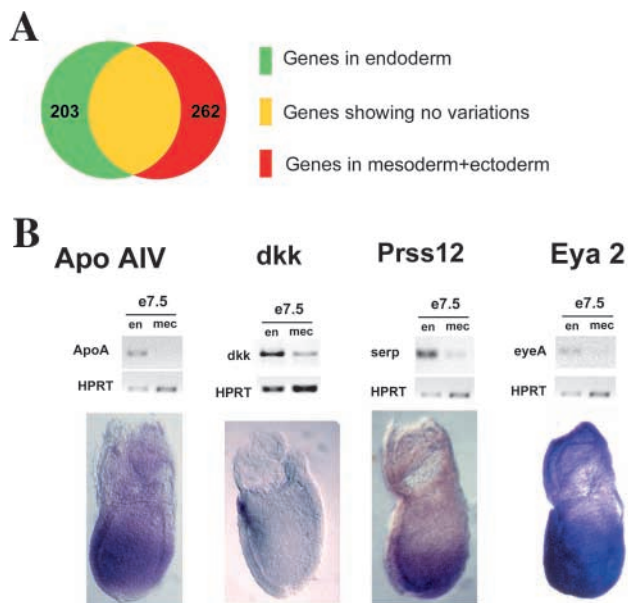 A
203
262
Genes in endoderm
Genes showing no variations
Genes in mesoderm+ectoderm
B
Apo AIV
dkk
Prss12
Eya 2
e7.5
en mec
ApoA
HPRT
e7.5
en mec
dkk
HPRT
e7.5
en mec
serp
HPRT
e7.5
en mec
eyeA
HPRT